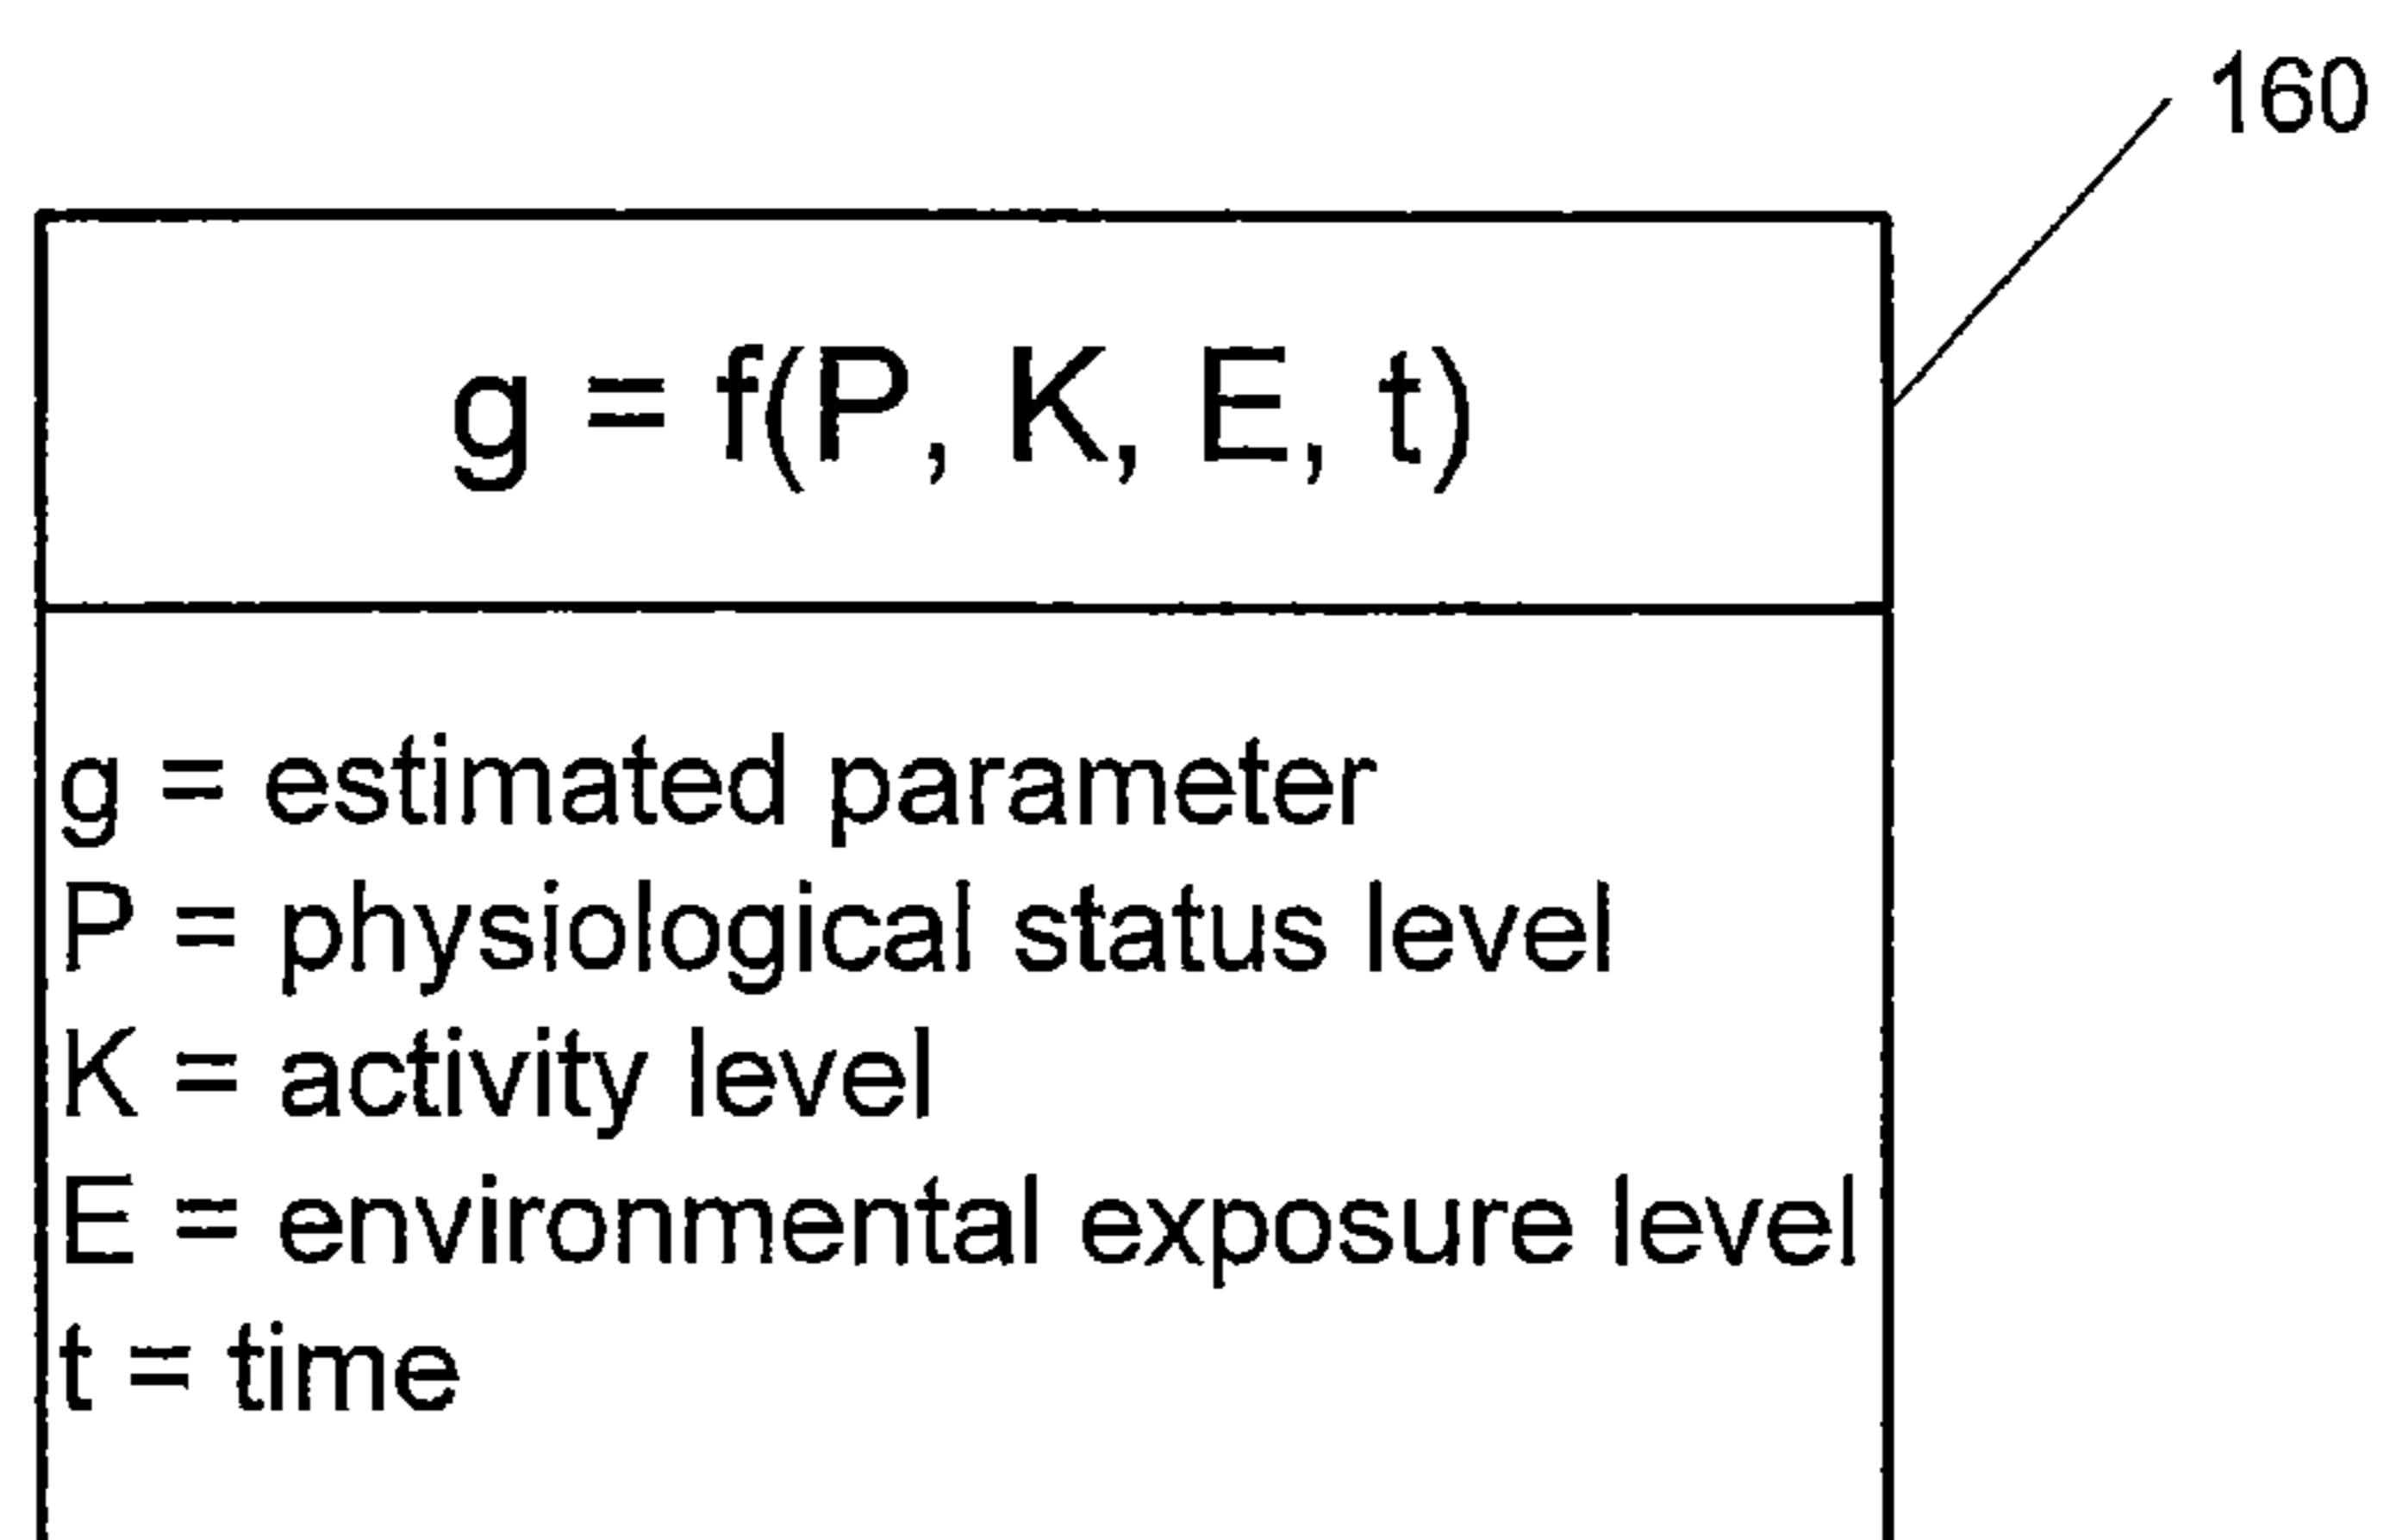 160
g = f(P, K, E, t)
g = estimated parameter
P = physiological status level
K = activity level
E = environmental exposure level
t = time